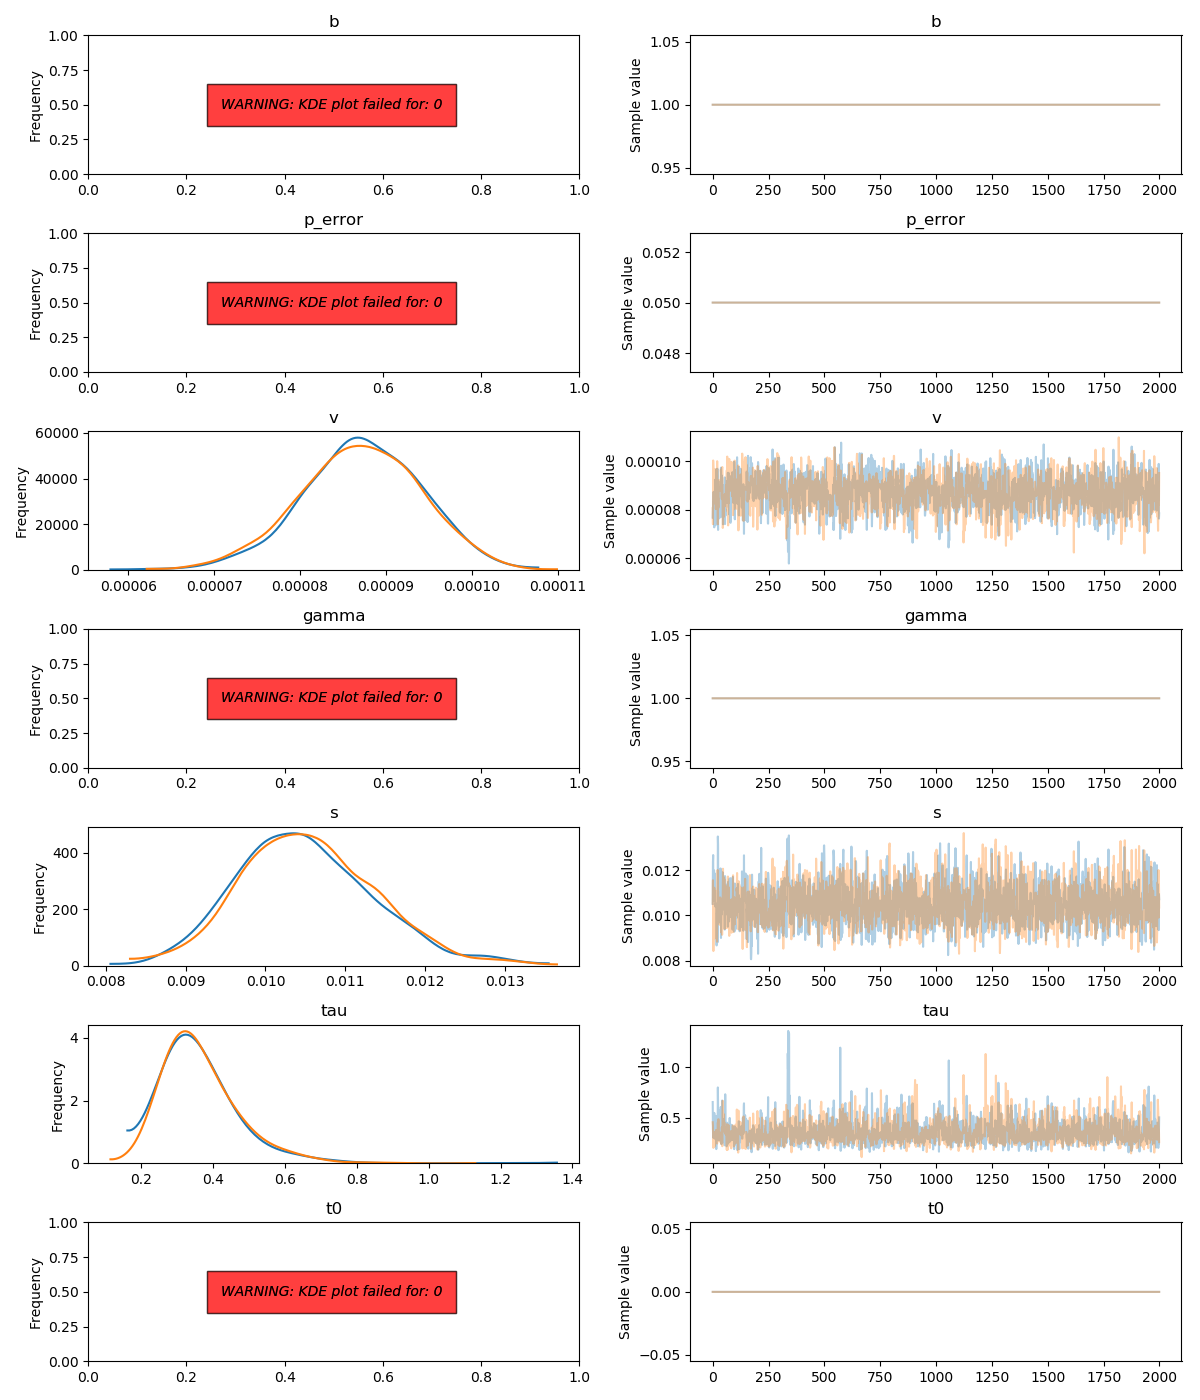 b
1.00
0.75
0.50
0.25
0.00
Frequency
WARNING: KDE plot failed for: 0
0.0 0.2 0.4 0.6 0.8 1.0
b
1.05
1.00
0.95
Sample value
0 250 500 750 1000 1250 1500 1750 2000
p_error
1.00
0.75
0.50
0.25
0.00
Frequency
WARNING: KDE plot failed for: 0
0.0 0.2 0.4 0.6 0.8 1.0
p_error
0.052
0.050
0.048
Sample value
0 250 500 750 1000 1250 1500 1750 2000
v
60000
40000
20000
0
Frequency
0.00006 0.00007 0.00008 0.00009 0.00010 0.00011
v
0.00010
0.00008
0.00006
Sample value
0 250 500 750 1000 1250 1500 1750 2000
gamma
1.00
0.75
0.50
0.25
0.00
Frequency
WARNING: KDE plot failed for: 0
0.0 0.2 0.4 0.6 0.8 1.0
gamma
1.05
1.00
0.95
Sample value
0 250 500 750 1000 1250 1500 1750 2000
s
400
200
0
Frequency
0.008 0.009 0.010 0.011 0.012 0.013
s
0.012
0.010
0.008
Sample value
0 250 500 750 1000 1250 1500 1750 2000
tau
4
2
0
Frequency
0.2 0.4 0.6 0.8 1.0 1.2 1.4
tau
1.0
0.5
Sample value
0 250 500 750 1000 1250 1500 1750 2000
t0
1.00
0.75
0.50
0.25
0.00
Frequency
WARNING: KDE plot failed for: 0
0.0 0.2 0.4 0.6 0.8 1.0
t0
0.05
0.00
−0.05
Sample value
0 250 500 750 1000 1250 1500 1750 2000